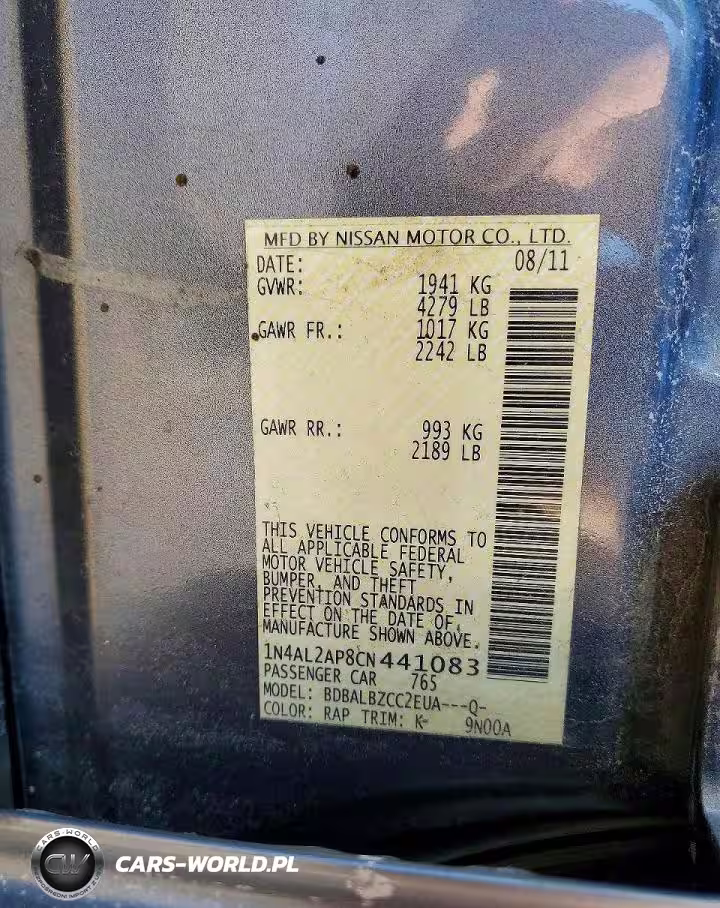 MFD BY NISSAN MOTOR CO., LTD.
DATE: 08/11
GVWR: 1941 KG
4279 LB
GAWR FR.: 1017 KG
2242 LB
GAWR RR.: 993 KG
2189 LB
THIS VEHICLE CONFORMS TO
ALL APPLICABLE FEDERAL
MOTOR VEHICLE SAFETY,
BUMPER, AND THEFT
PREVENTION STANDARDS IN
EFFECT ON THE DATE OF
MANUFACTURE SHOWN ABOVE.
1N4AL2AP8CN441083
PASSENGER CAR 765
MODEL: BDBALBZCC2EUA---Q-
COLOR: RAP TRIM: K- 9N00A
CARS-WORLD
CW
CARS-WORLD.PL